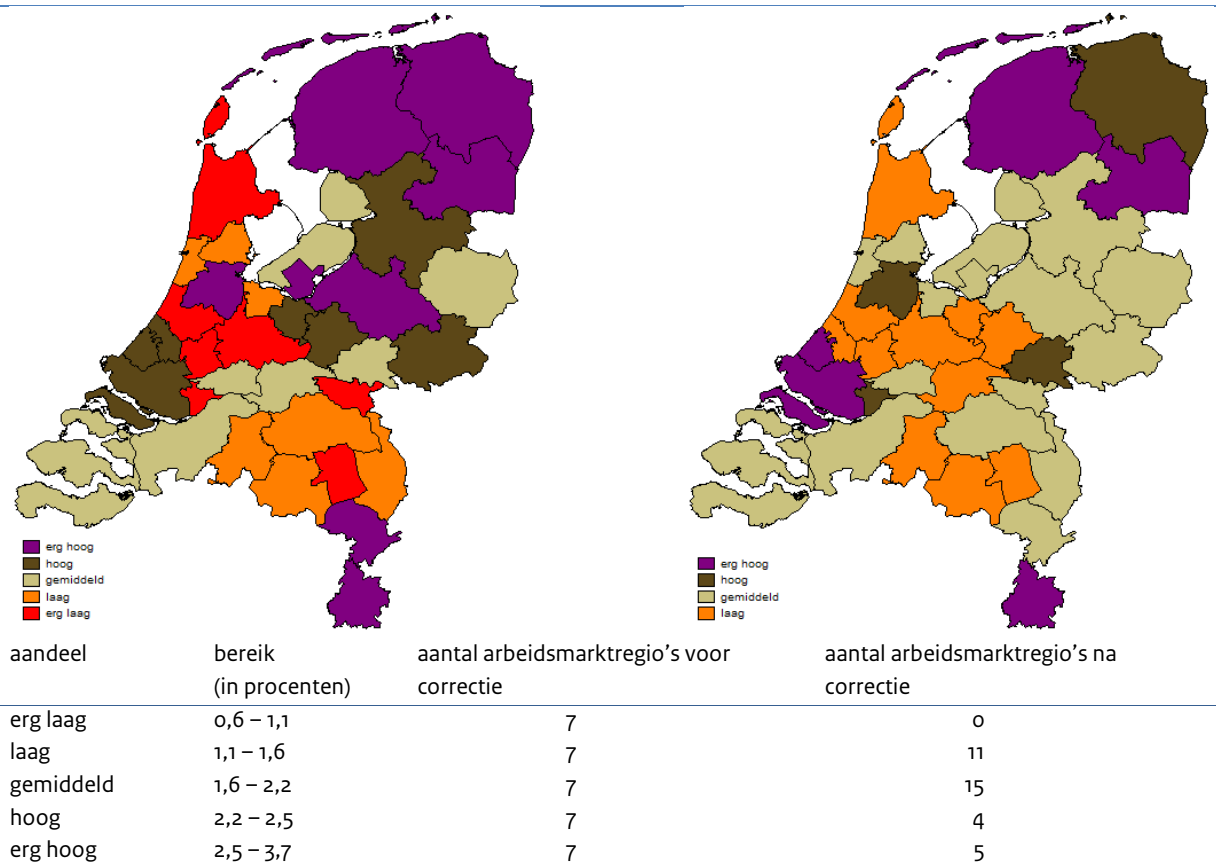 erg hoog
hoog
gemiddeld
laag
erg laag
erg hoog
hoog
gemiddeld
laag
aandeel bereik aantal arbeidsmarktregio's voor aantal arbeidsmarktregio's na
(in procenten) correctie correctie
erg laag 0,6 – 1,1 7 0
laag 1,1 – 1,6 7 11
gemiddeld 1,6 – 2,2 7 15
hoog 2,2 – 2,5 7 4
erg hoog 2,5 – 3,7 7 5